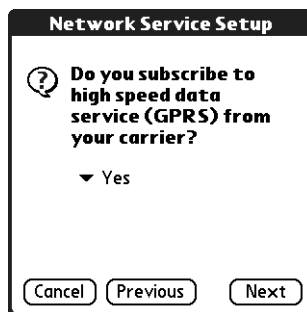 Network Service Setup
Do you subscribe to
high speed data
service (GPRS) from
your carrier?
Yes
Cancel Previous Next